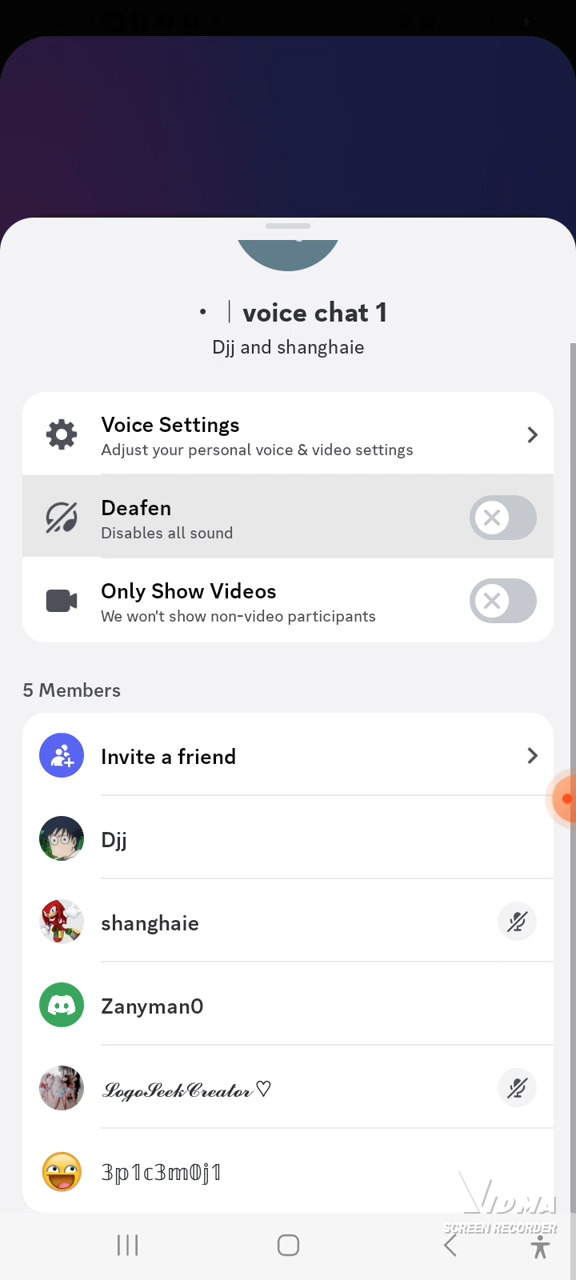 • | voice chat 1
Djj and shanghaie
Voice Settings
Adjust your personal voice & video settings
Deafen
Disables all sound
Only Show Videos
We won't show non-video participants
5 Members
Invite a friend
Djj
shanghaie
Zanyman0
𝓛𝓸𝓰𝓸𝓢𝓮𝓮𝓴𝓒𝓻𝓮𝓪𝓽𝓸𝓻♡
𝟛𝕡𝟙𝕔𝟛𝕞𝟘𝕛𝟙
VIDMA
SCREEN RECORDER